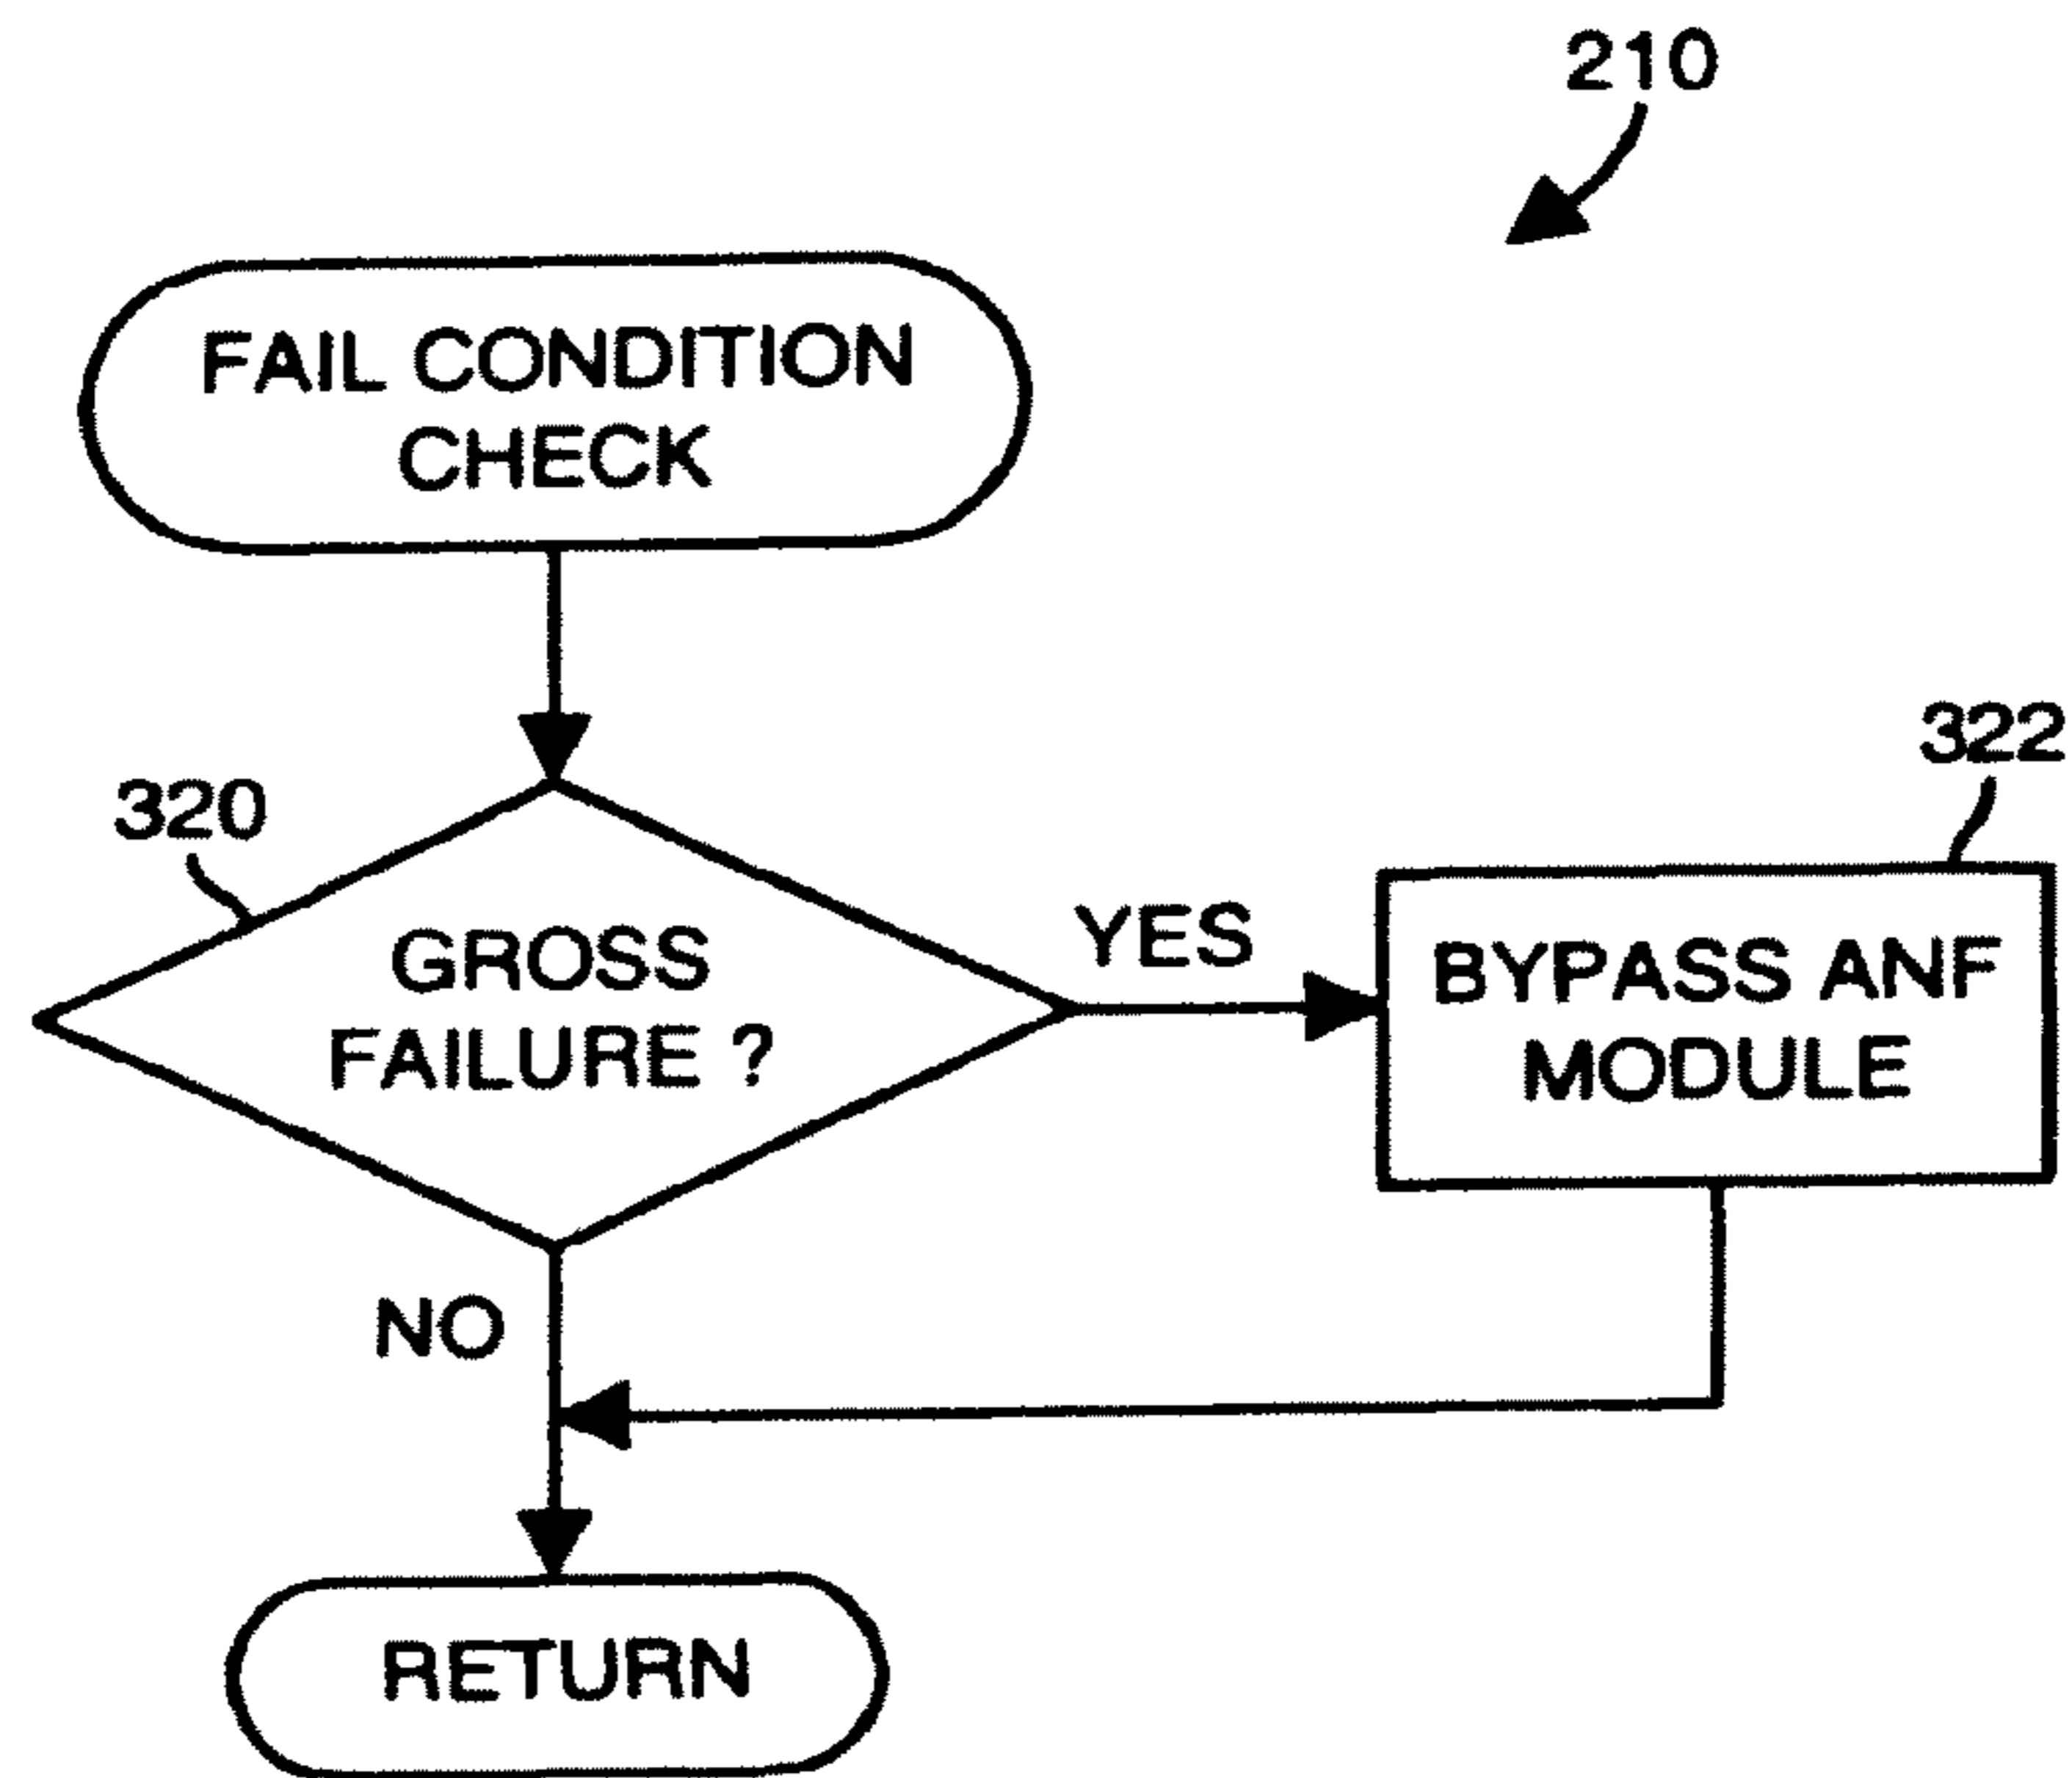 210
FAIL CONDITION
CHECK
320
GROSS
FAILURE ?
YES
322
BYPASS ANF
MODULE
NO
RETURN